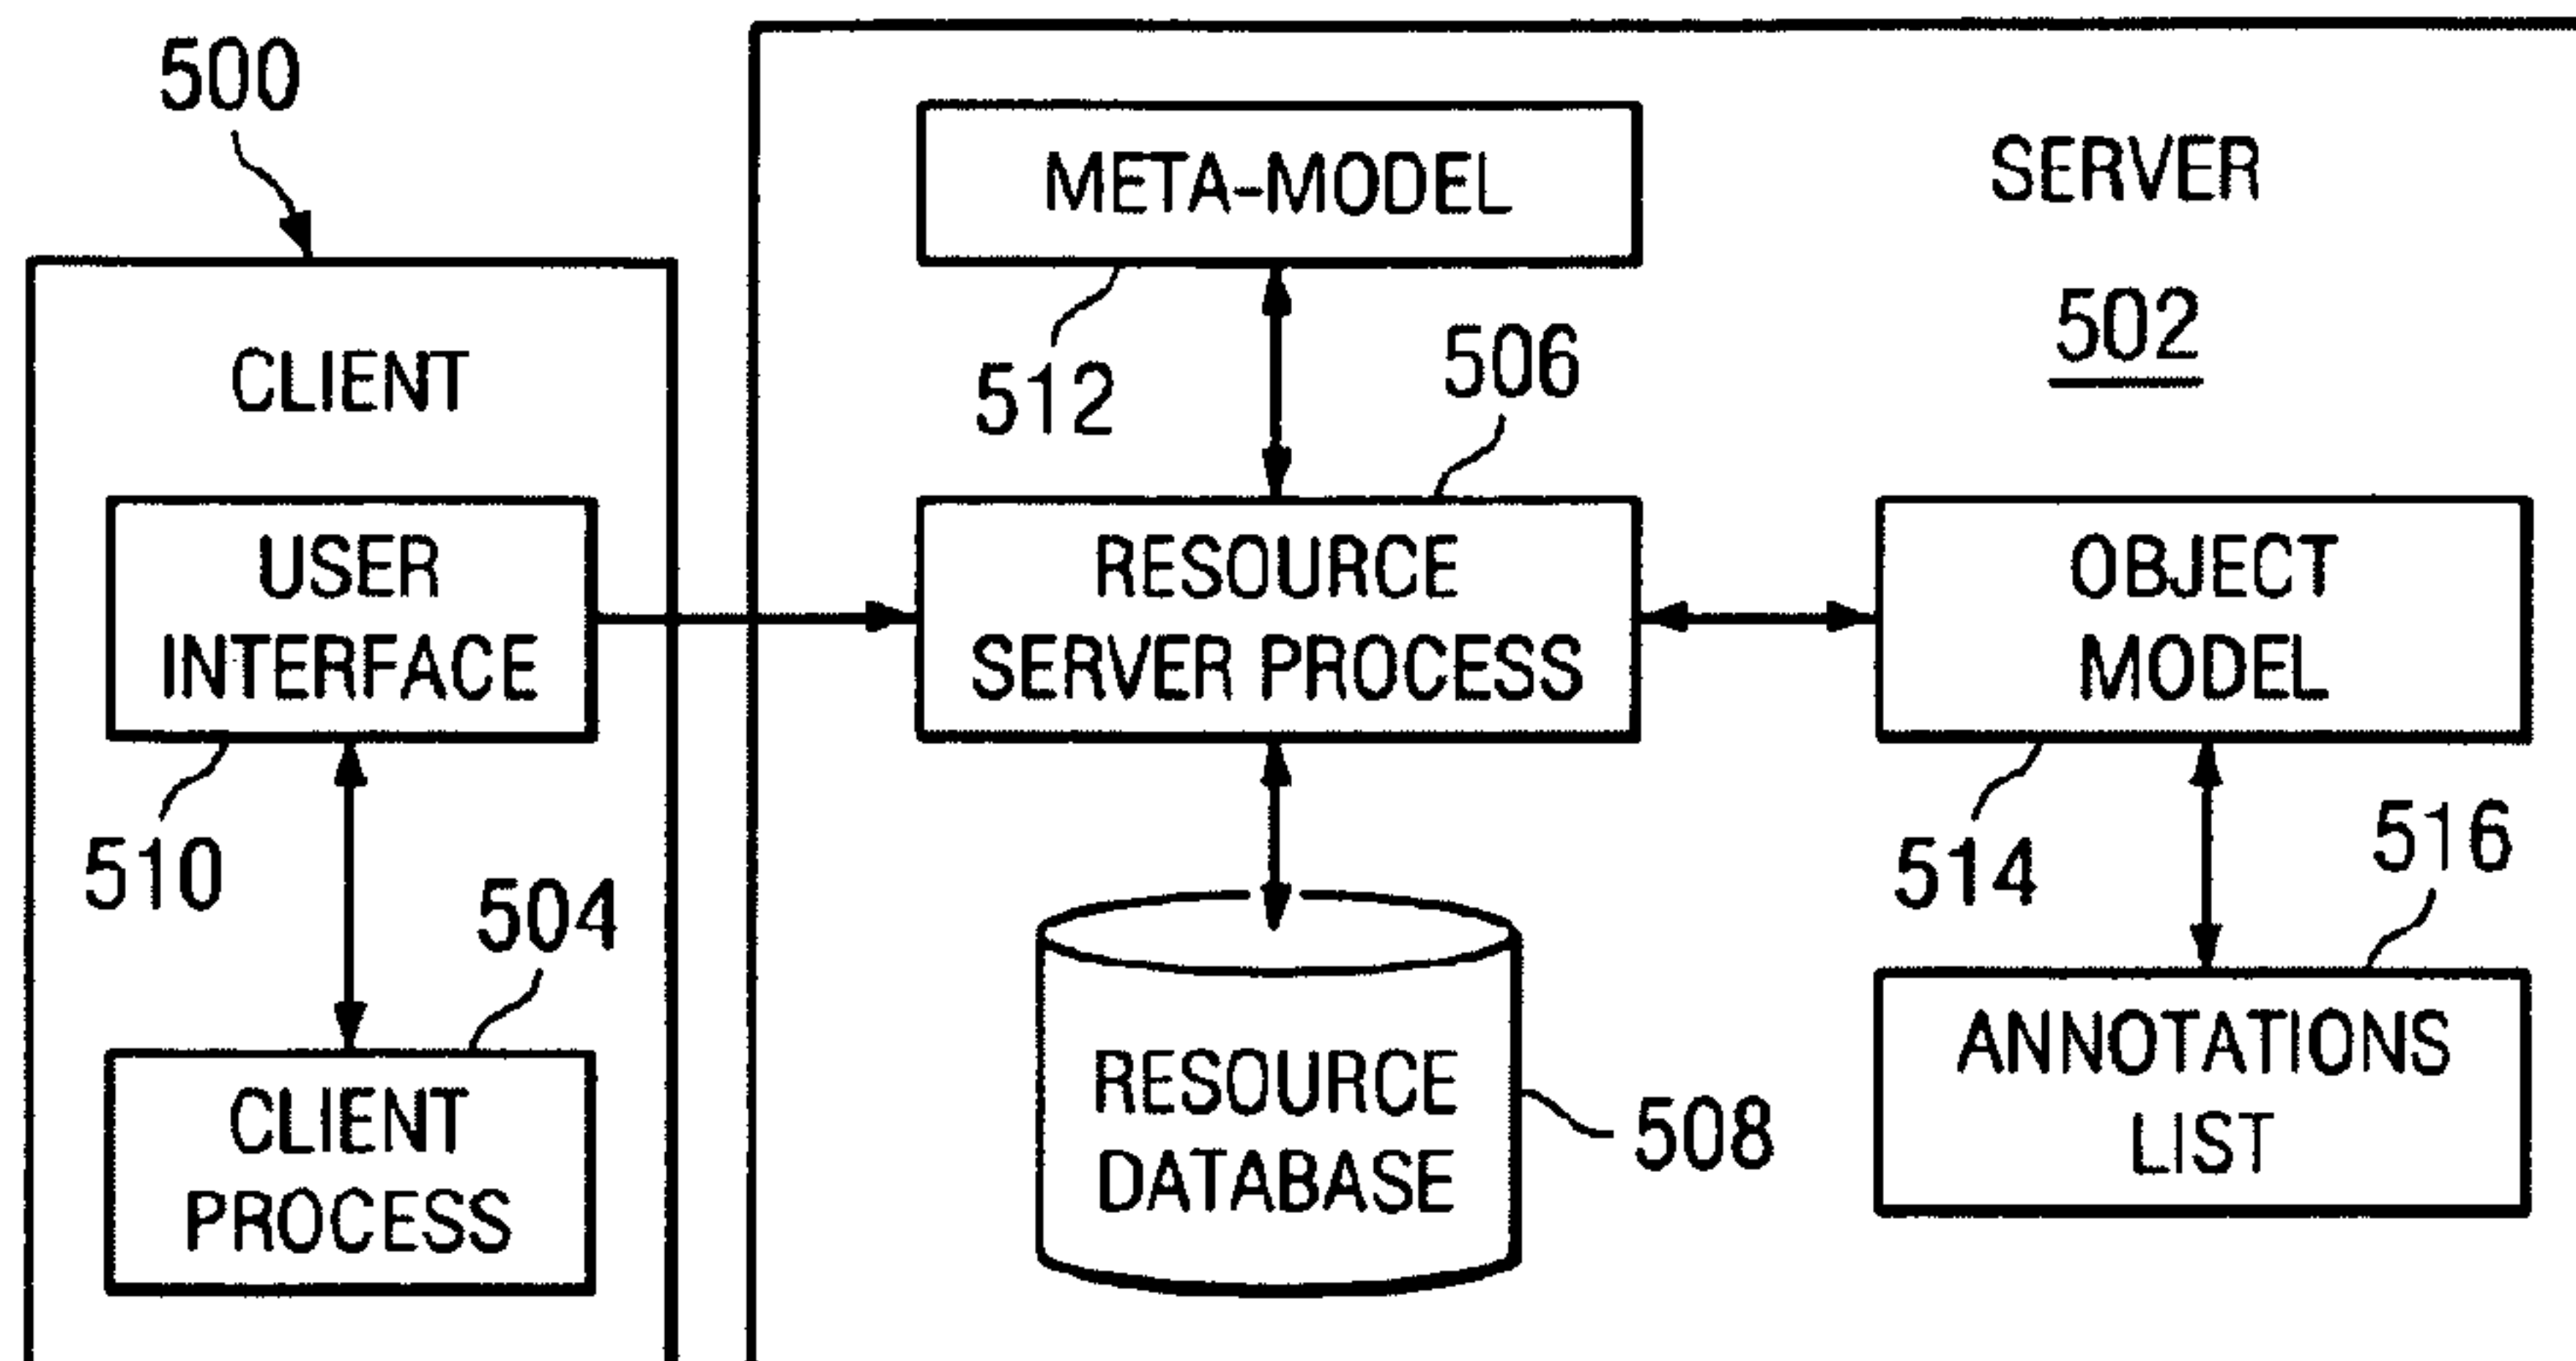 500
META-MODEL
SERVER
502
512
506
CLIENT
USER
INTERFACE
RESOURCE
SERVER PROCESS
OBJECT
MODEL
510
504
514
516
CLIENT
PROCESS
RESOURCE
DATABASE
508
ANNOTATIONS
LIST